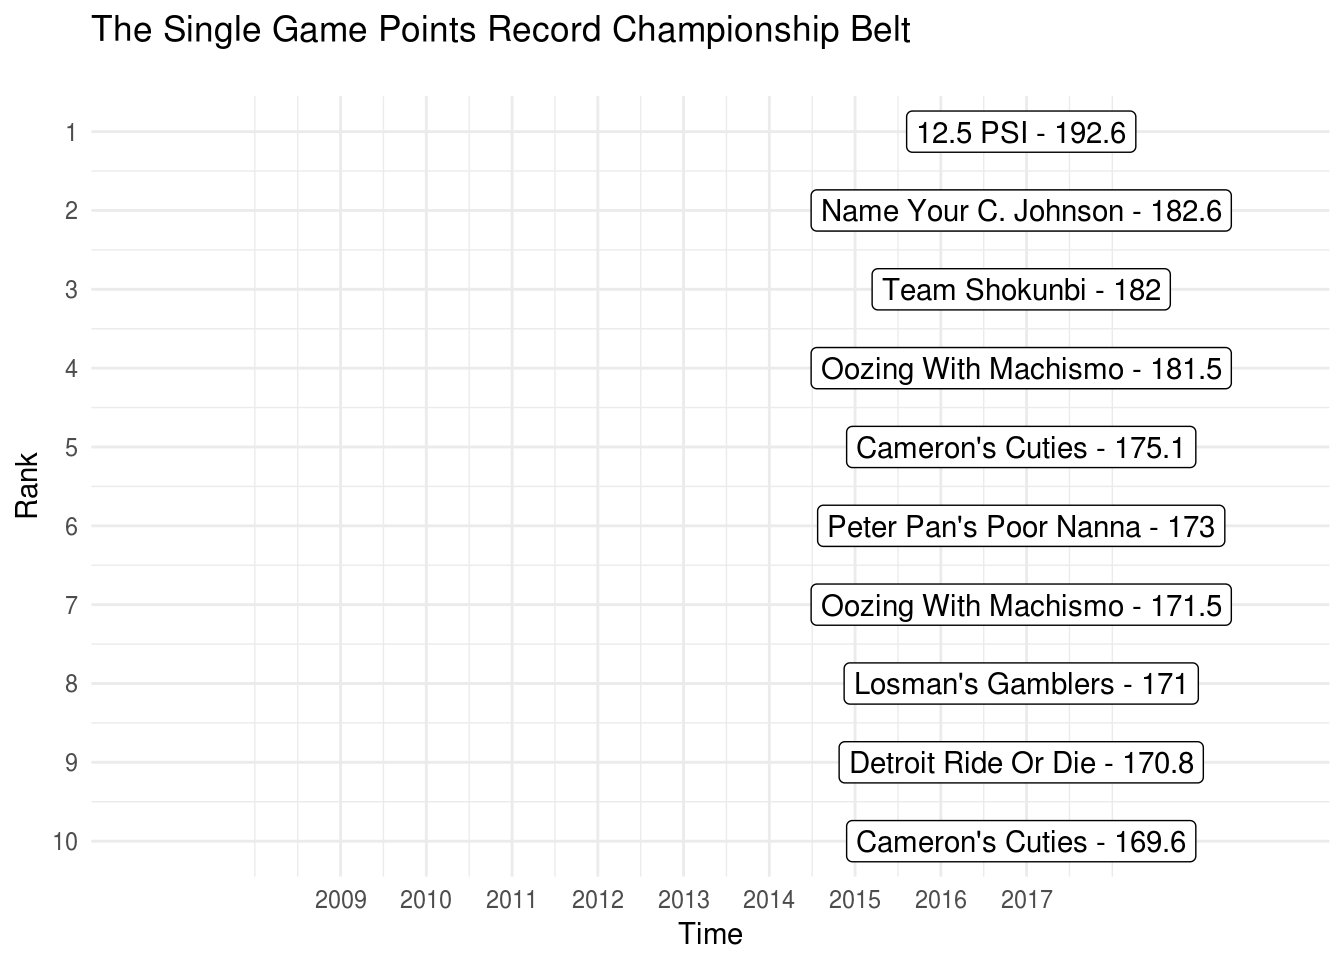 The Single Game Points Record Championship Belt
1
12.5 PSI - 192.6
2
Name Your C. Johnson - 182.6
3
Team Shokunbi - 182
4
Oozing With Machismo - 181.5
5
Cameron's Cuties - 175.1
Rank
6
Peter Pan's Poor Nanna - 173
7
Oozing With Machismo - 171.5
8
Losman's Gamblers - 171
9
Detroit Ride Or Die - 170.8
10
Cameron's Cuties - 169.6
2009 2010 2011 2012 2013 2014 2015 2016 2017
Time